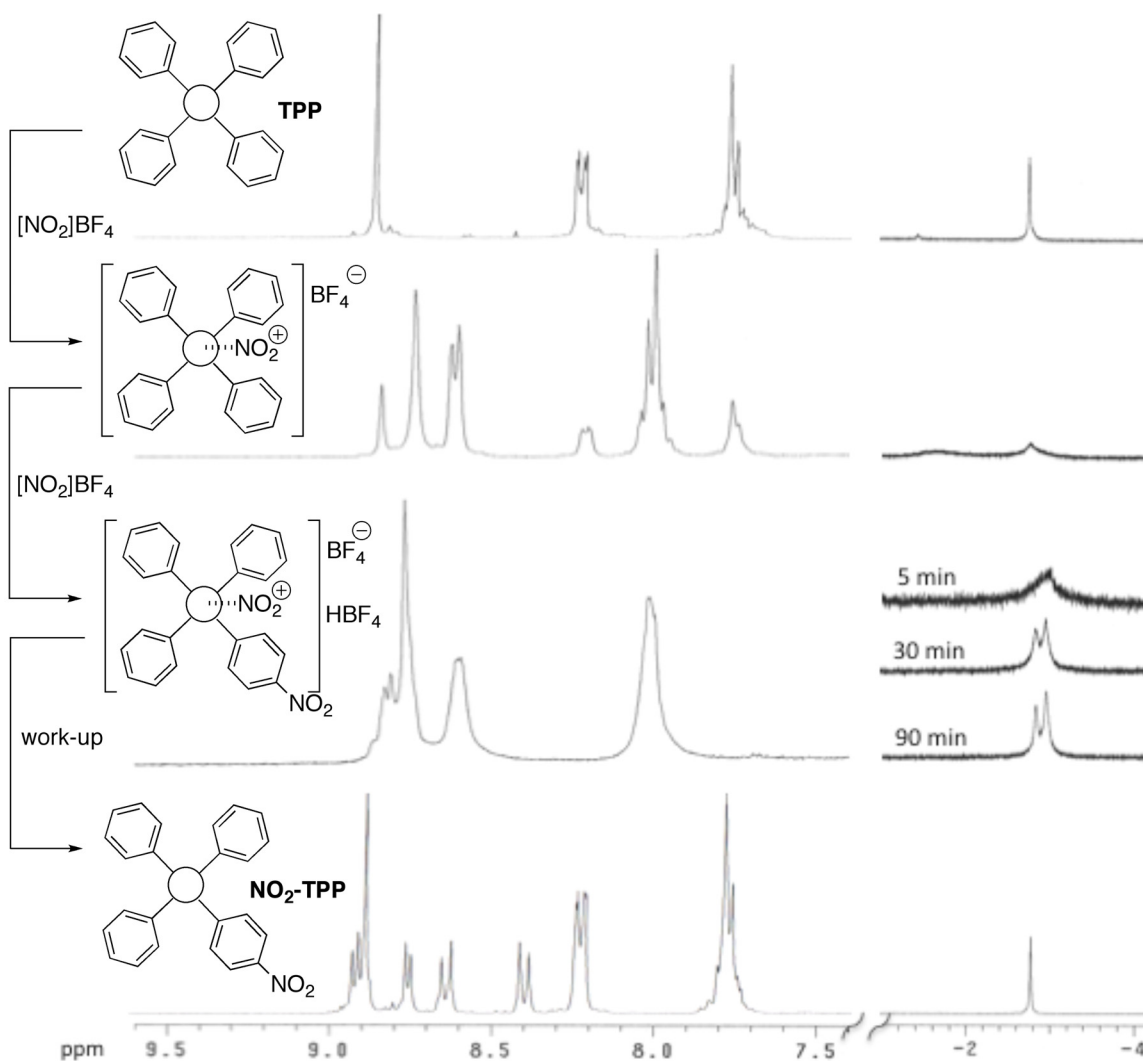 TPP
[NO2]BF4
BF4 −
NO2 +
[NO2]BF4
BF4 −
NO2 +
HBF4
NO2
5 min
30 min
90 min
work-up
NO2-TPP
NO2
ppm 9.5 9.0 8.5 8.0 7.5 -2 -4